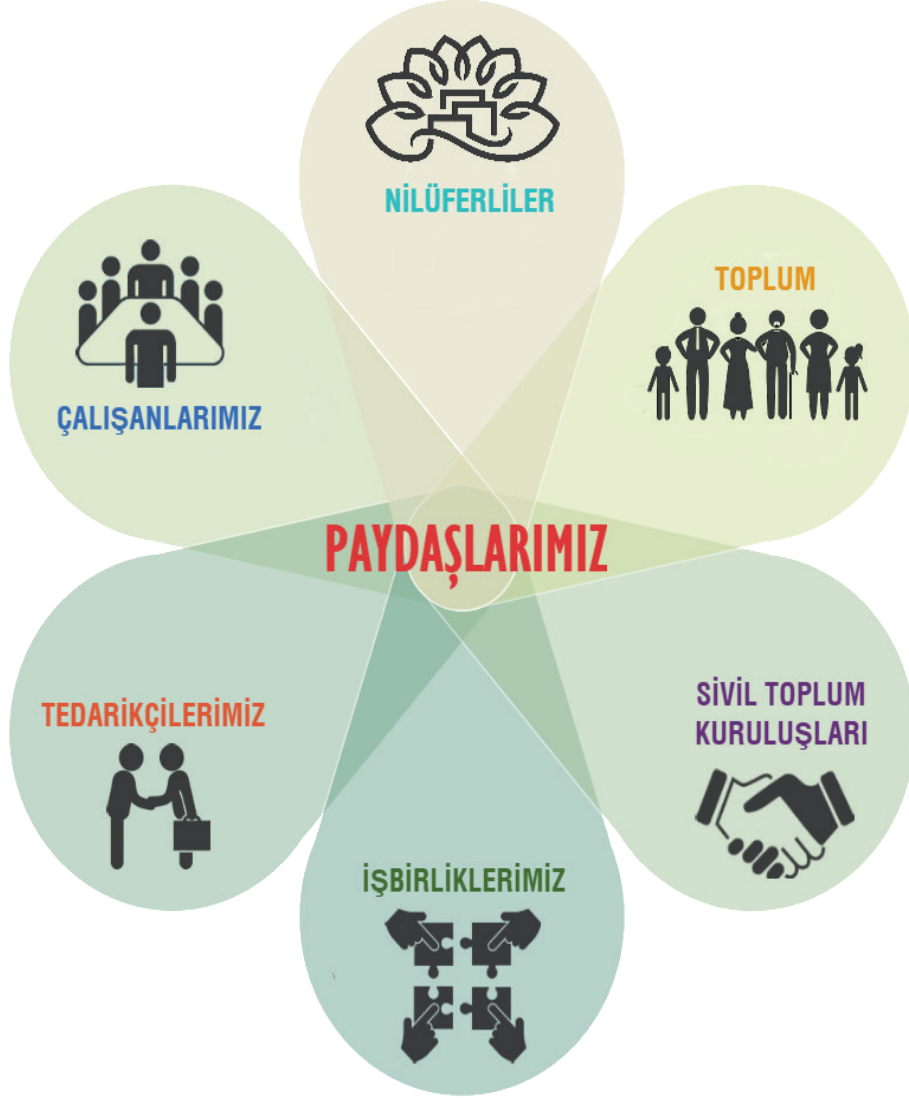 NİLÜFERLİLER
TOPLUM
ÇALIŞANLARIMIZ
PAYDAŞLARIMIZ
SİVİL TOPLUM
KURULUŞLARI
TEDARİKÇİLERİMİZ
İŞBİRLİKLERİMİZ